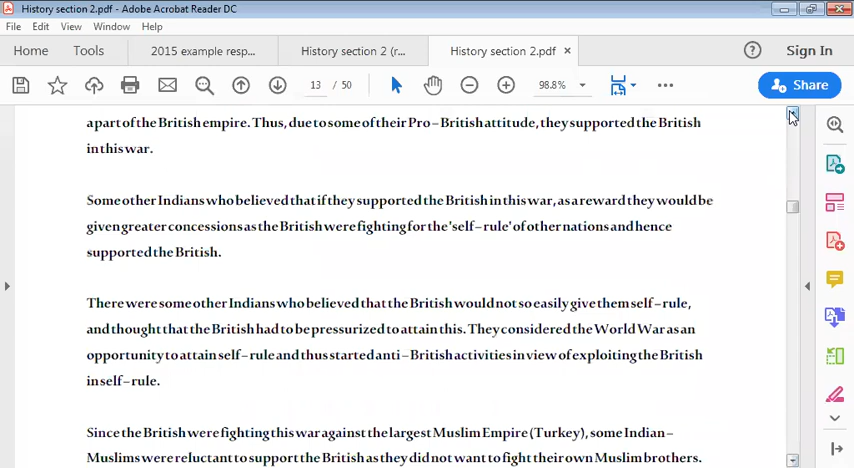 History section 2.pdf - Adobe Acrobat Reader DC
File Edit View Window Help
Home Tools 2015 example resp... History section 2 (r... History section 2.pdf × Sign In
13 / 50 98.8% Share
apart of the British empire. Thus, due to some of their Pro – British attitude, they supported the British
in this war.
Some other Indians who believed that if they supported the British in this war, as a reward they would be
given greater concessions as the British were fighting for the 'self – rule' of other nations and hence
supported the British.
There were some other Indians who believed that the British would not so easily give them self – rule,
and thought that the British had to be pressurized to attain this. They considered the World War as an
opportunity to attain self – rule and thus started anti – British activities in view of exploiting the British
in self – rule.
Since the British were fighting this war against the largest Muslim Empire (Turkey), some Indian –
Muslims were reluctant to support the British as they did not want to fight their own Muslim brothers.